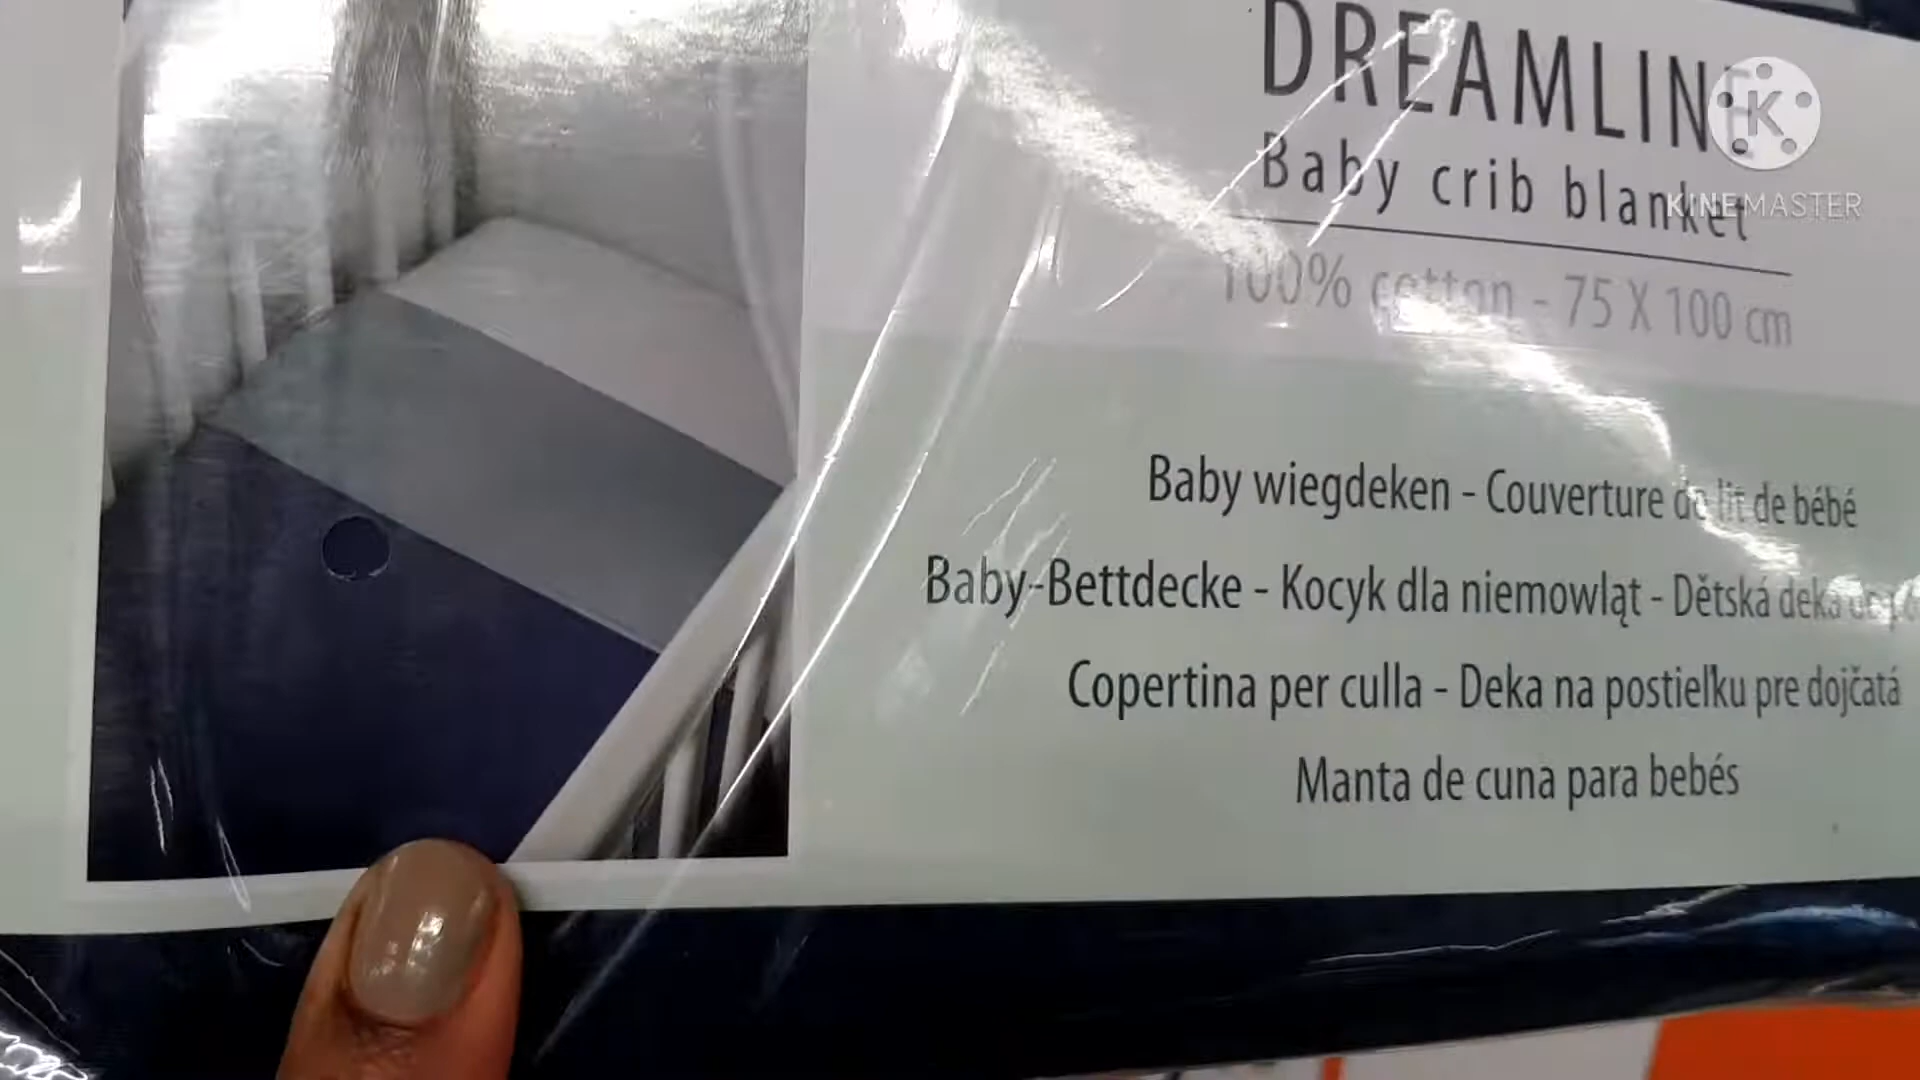 DREAMLINE
Baby crib blanket
100% cotton - 75 X 100 cm
Baby wiegdeken - Couverture de lit de bébé
Baby-Bettdecke - Kocyk dla niemowląt - Dětská deka
Copertina per culla - Deka na postieľku pre dojčatá
Manta de cuna para bebés
K
KINEMASTER